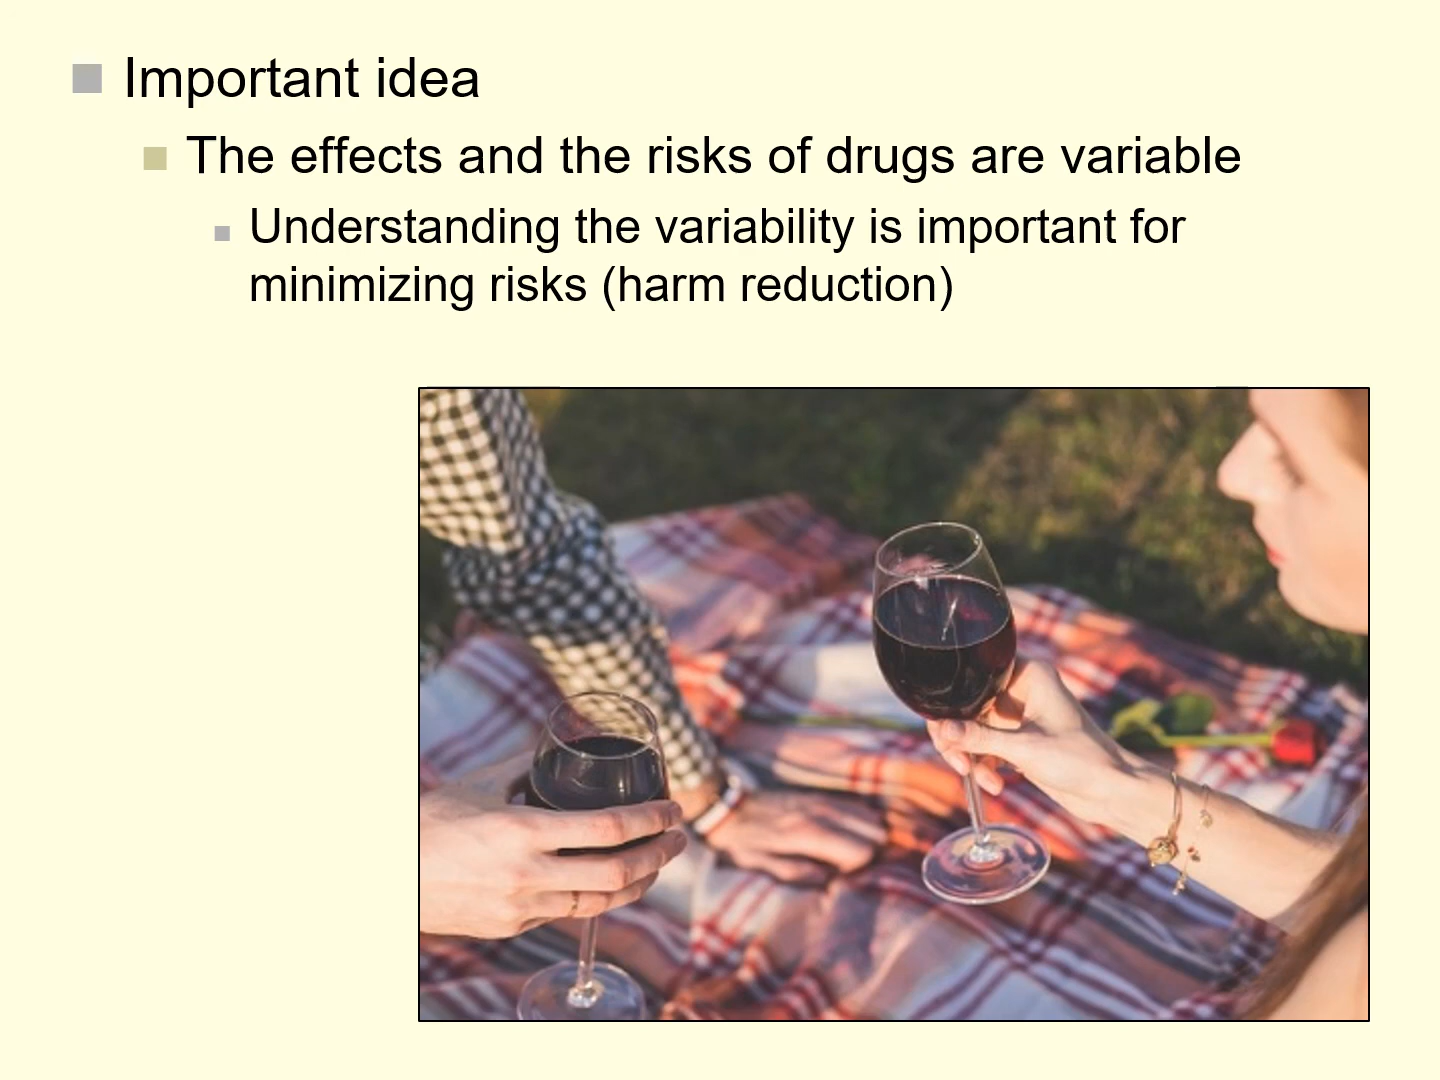 Important idea
The effects and the risks of drugs are variable
Understanding the variability is important for
minimizing risks (harm reduction)